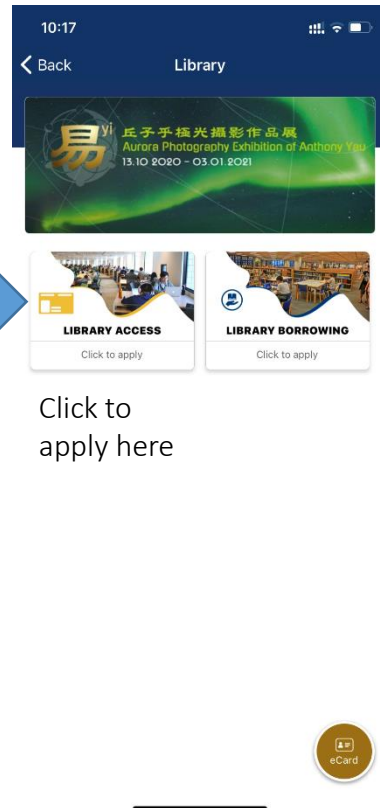 10:17
Back
Library
易 yi
丘子乎極光攝影作品展
Aurora Photography Exhibition of Anthony Yau
13.10 2020 - 03.01.2021
LIBRARY ACCESS
Click to apply
LIBRARY BORROWING
Click to apply
Click to
apply here
eCard